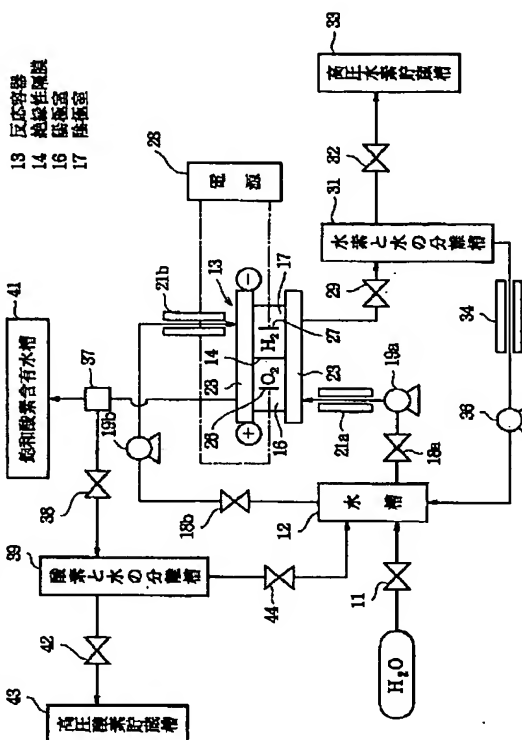 13 反応容器
14 絶縁性隔膜
16 陽極室
17 陰極室
41
飽和酸素含有水槽
37
19b
38
39
酸素と水の分離槽
42
43
高圧酸素貯蔵槽
44
18b
12
水槽
11
H₂O
21b
28
電源
13
14
23
26
O₂
H₂
17
27
16
23
21a
19a
18a
29
31
水素と水の分離槽
32
33
高圧水素貯蔵槽
34
36
+
−